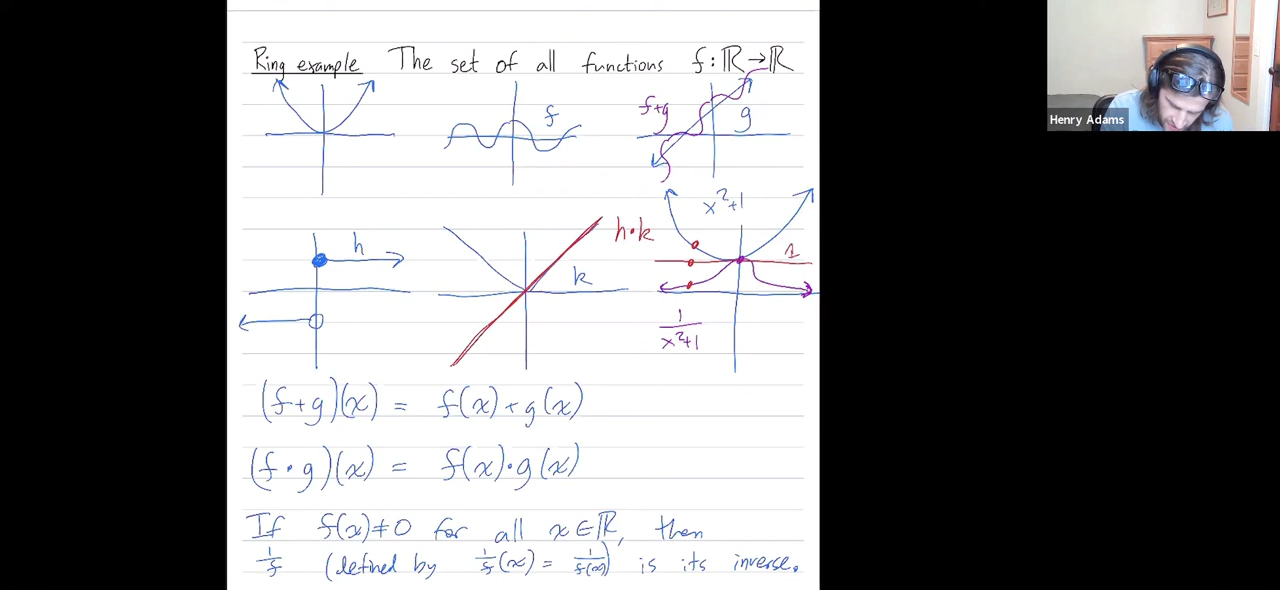 Ring example The set of all functions f : ℝ → ℝ
f
f+g
g
x²+1
h
h·k
k
1
1/(x²+1)
(f+g)(x) = f(x)+g(x)
(f·g)(x) = f(x)·g(x)
If f(x)≠0 for all x∈ℝ, then
1/f (defined by 1/f(x) = 1/f(x)) is its inverse.
Henry Adams